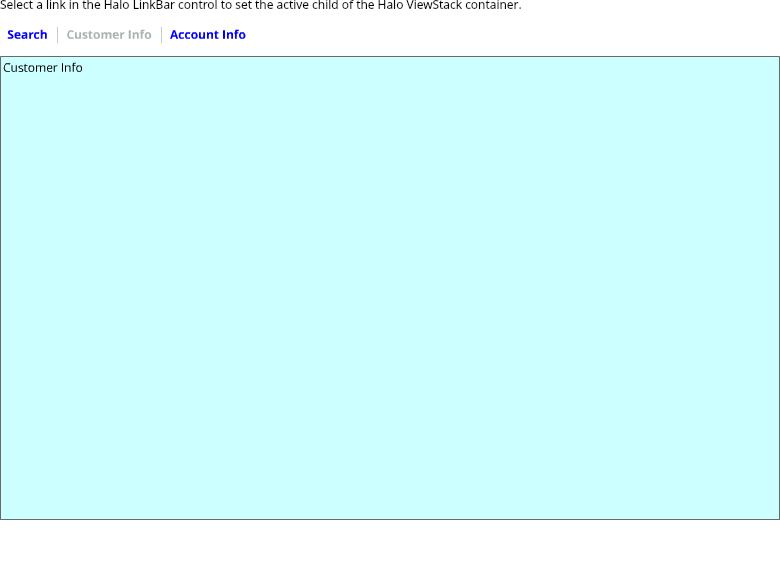 Select a link in the Halo LinkBar control to set the active child of the Halo ViewStack container.
Search Customer Info Account Info
Customer Info